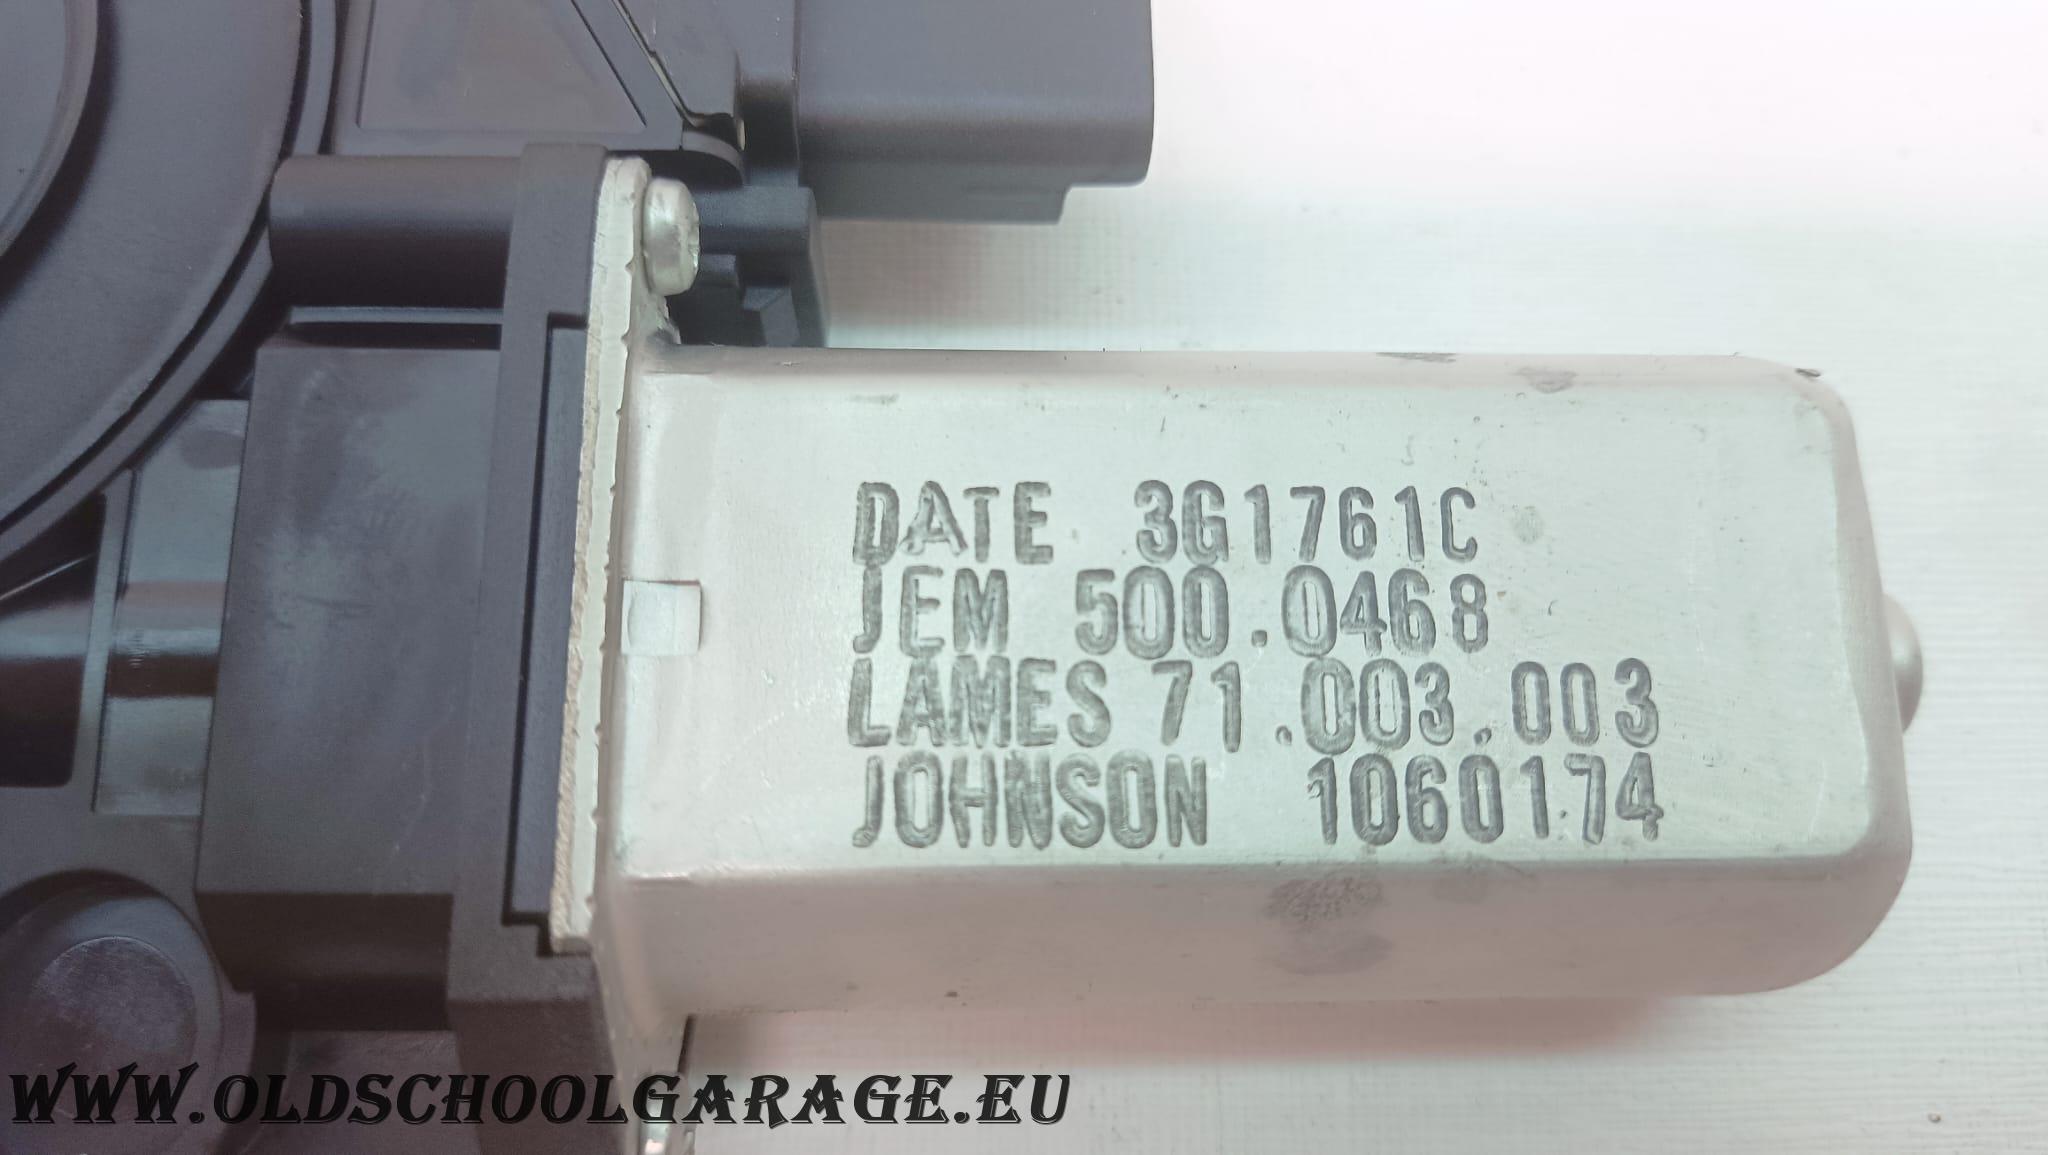 DATE 3G1761C
JEM 500.0468
LAMES 71.003.003
JOHNSON 1060174
WWW.OLDSCHOOLGARAGE.EU